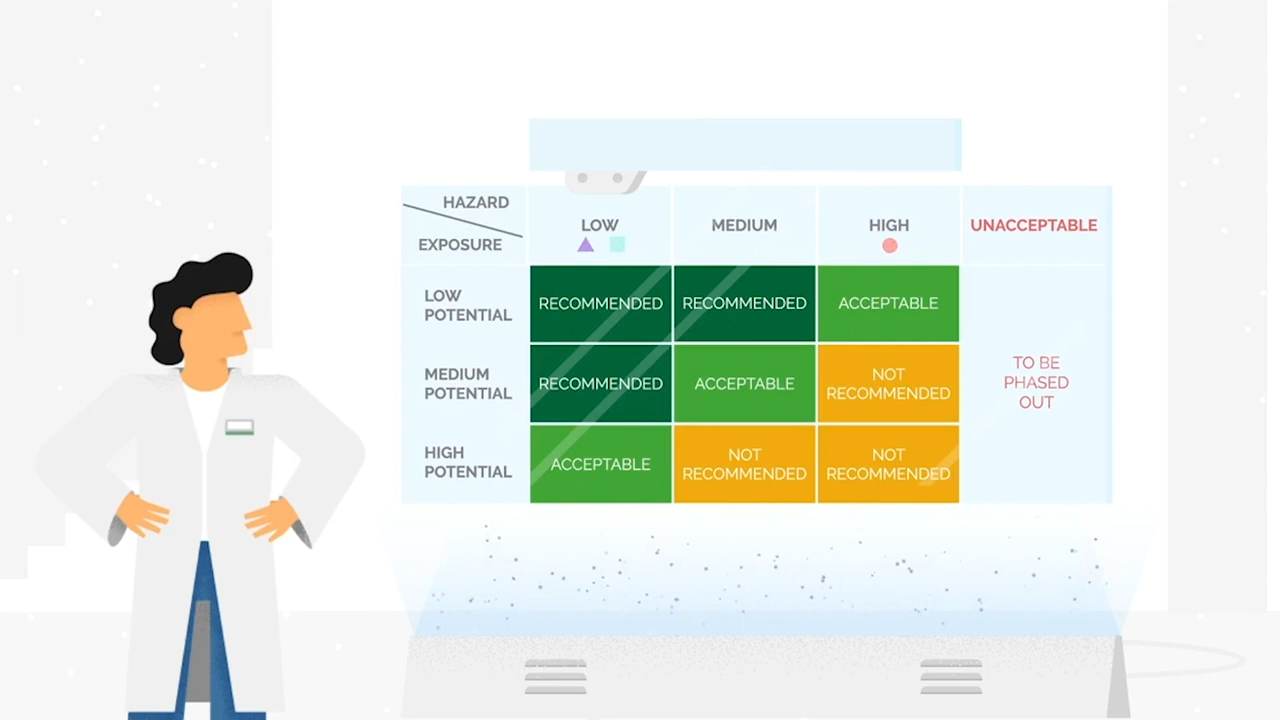 HAZARD
EXPOSURE
LOW
MEDIUM
HIGH
UNACCEPTABLE
LOW
POTENTIAL
RECOMMENDED
RECOMMENDED
ACCEPTABLE
MEDIUM
POTENTIAL
RECOMMENDED
ACCEPTABLE
NOT
RECOMMENDED
TO BE
PHASED
OUT
HIGH
POTENTIAL
ACCEPTABLE
NOT
RECOMMENDED
NOT
RECOMMENDED